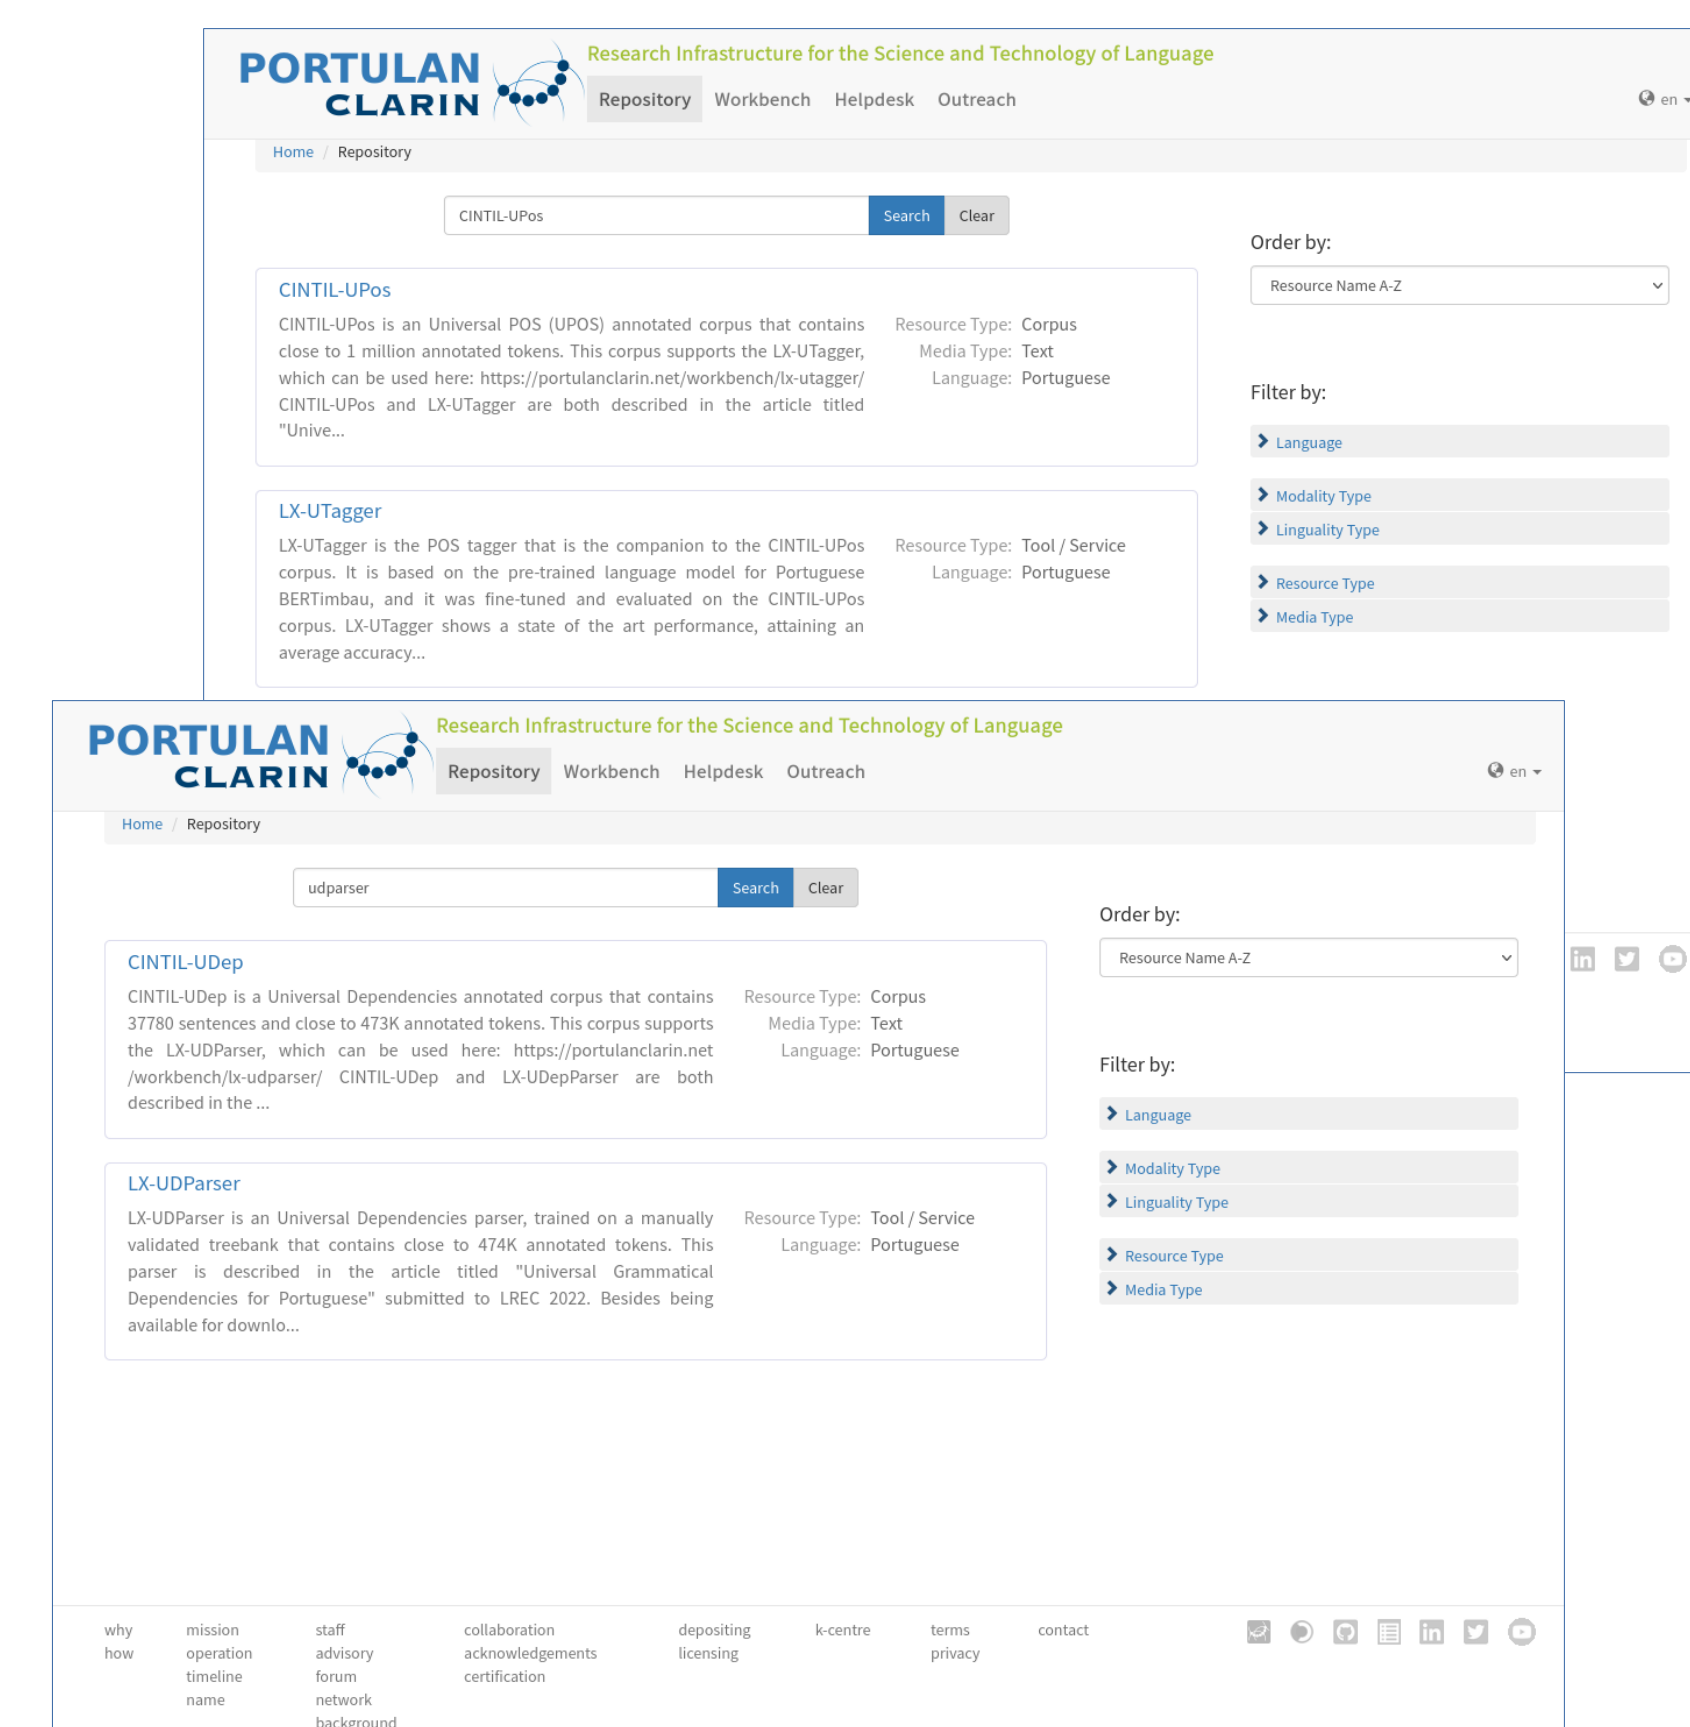 PORTULAN
CLARIN
Research Infrastructure for the Science and Technology of Language
Repository Workbench Helpdesk Outreach
en
Home / Repository
CINTIL-UPos Search Clear
Order by:
Resource Name A-Z
CINTIL-UPos
CINTIL-UPos is an Universal POS (UPOS) annotated corpus that contains
close to 1 million annotated tokens. This corpus supports the LX-UTagger,
which can be used here: https://portulanclarin.net/workbench/lx-utagger/
CINTIL-UPos and LX-UTagger are both described in the article titled
"Unive...
Resource Type: Corpus
Media Type: Text
Language: Portuguese
Filter by:
Language
Modality Type
Linguality Type
Resource Type
Media Type
LX-UTagger
LX-UTagger is the POS tagger that is the companion to the CINTIL-UPos
corpus. It is based on the pre-trained language model for Portuguese
BERTimbau, and it was fine-tuned and evaluated on the CINTIL-UPos
corpus. LX-UTagger shows a state of the art performance, attaining an
average accuracy...
Resource Type: Tool / Service
Language: Portuguese
PORTULAN
CLARIN
Research Infrastructure for the Science and Technology of Language
Repository Workbench Helpdesk Outreach
en
Home / Repository
udparser Search Clear
Order by:
Resource Name A-Z
CINTIL-UDep
CINTIL-UDep is a Universal Dependencies annotated corpus that contains
37780 sentences and close to 473K annotated tokens. This corpus supports
the LX-UDParser, which can be used here: https://portulanclarin.net
/workbench/lx-udparser/ CINTIL-UDep and LX-UDepParser are both
described in the ...
Resource Type: Corpus
Media Type: Text
Language: Portuguese
Filter by:
Language
Modality Type
Linguality Type
Resource Type
Media Type
LX-UDParser
LX-UDParser is an Universal Dependencies parser, trained on a manually
validated treebank that contains close to 474K annotated tokens. This
parser is described in the article titled "Universal Grammatical
Dependencies for Portuguese" submitted to LREC 2022. Besides being
available for downlo...
Resource Type: Tool / Service
Language: Portuguese
why mission staff collaboration depositing k-centre terms contact
how operation advisory acknowledgements licensing privacy
timeline forum certification
name network
background